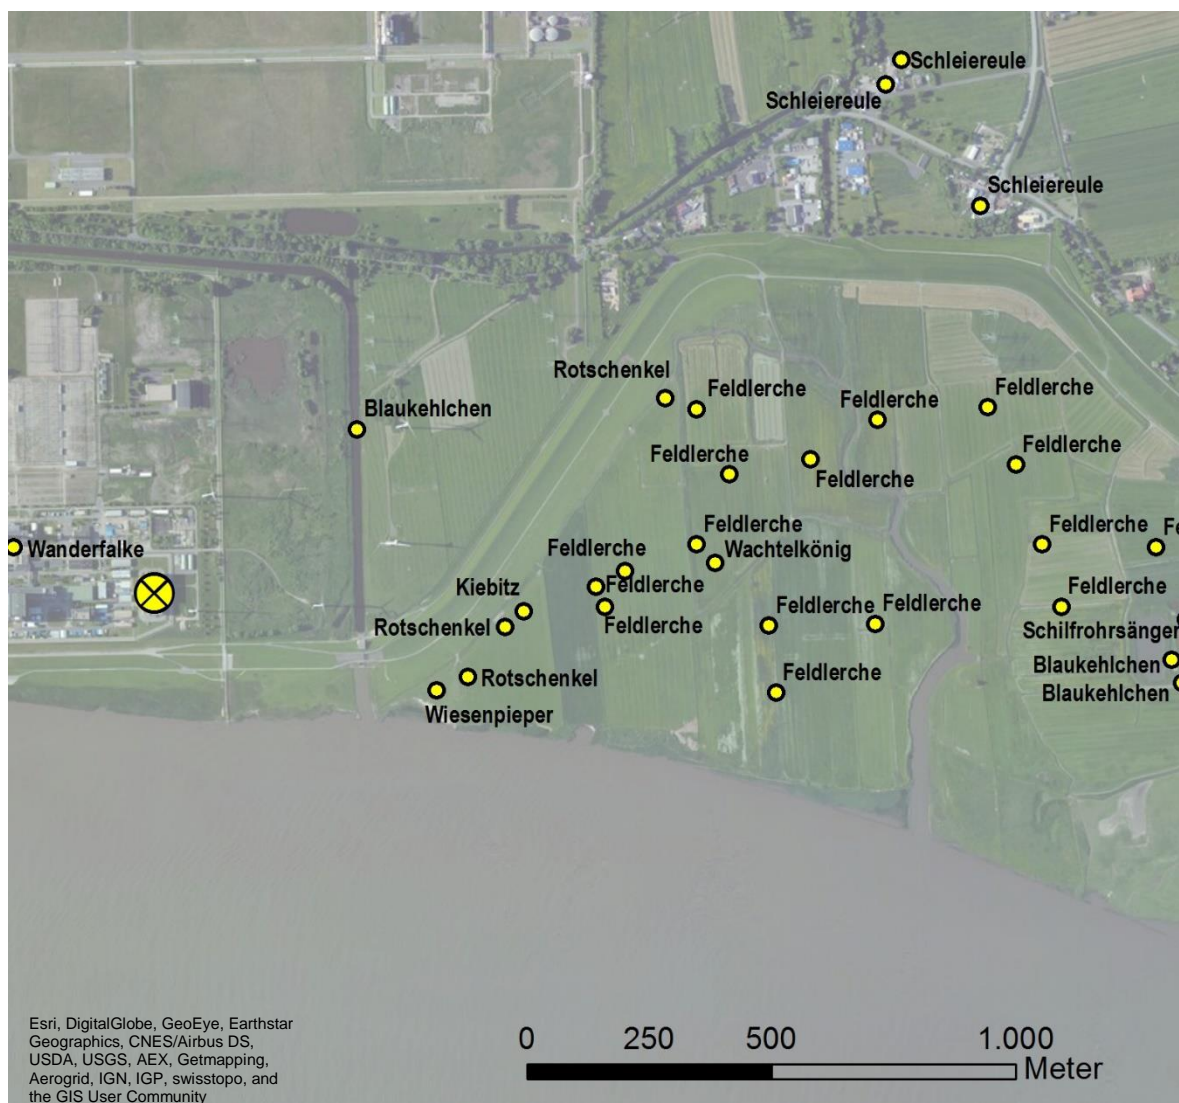 Schleiereule
Schleiereule
Schleiereule
Rotschenkel
Feldlerche
Feldlerche
Feldlerche
Blaukehlchen
Feldlerche
Feldlerche
Feldlerche
Feldlerche
Feldlerche
Fe
Wanderfalke
Feldlerche
Wachtelkönig
Kiebitz
Feldlerche
Feldlerche
Rotschenkel
Feldlerche
Feldlerche
Feldlerche
Schilfrohrsänger
Rotschenkel
Feldlerche
Blaukehlchen
Blaukehlchen
Wiesenpieper
Esri, DigitalGlobe, GeoEye, Earthstar
Geographics, CNES/Airbus DS,
USDA, USGS, AEX, Getmapping,
Aerogrid, IGN, IGP, swisstopo, and
the GIS User Community
0 250 500 1.000
Meter